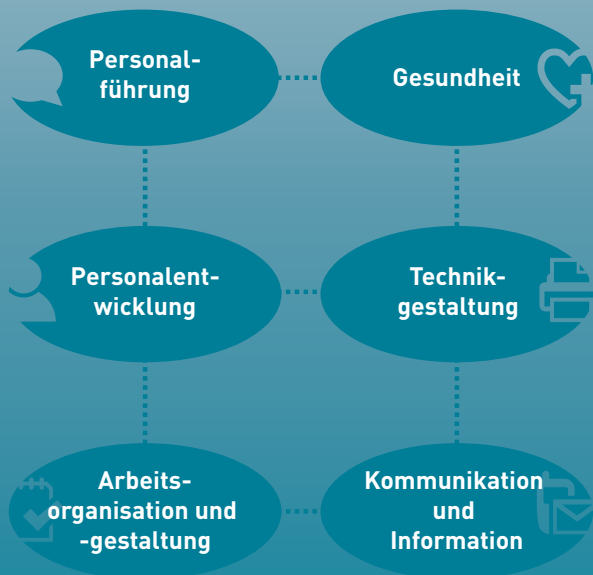 Personal-
führung
Gesundheit
Personalent-
wicklung
Technik-
gestaltung
Arbeits-
organisation und
-gestaltung
Kommunikation
und
Information